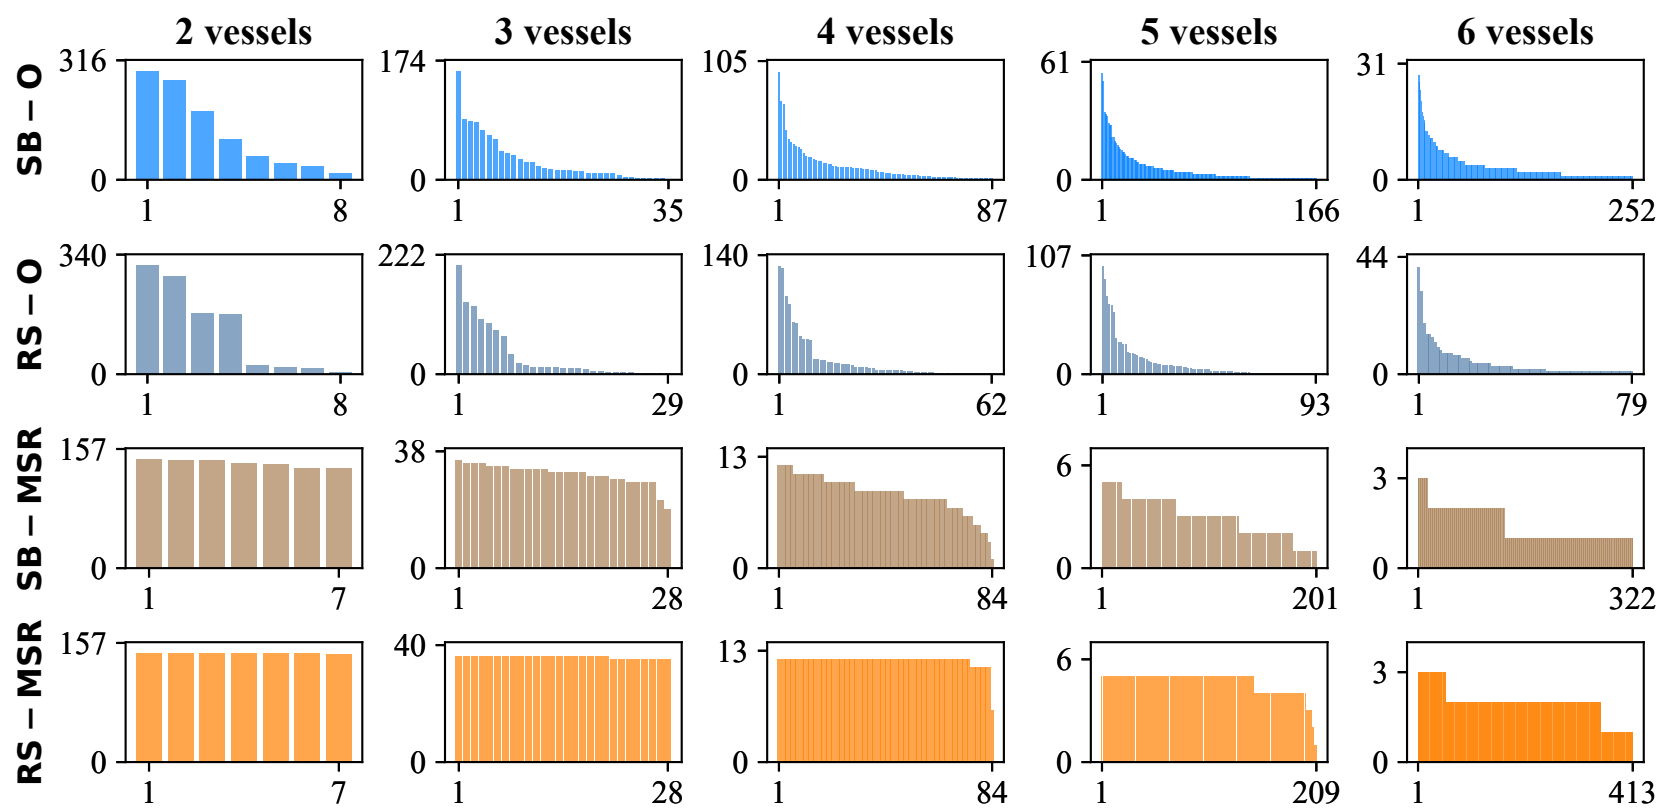 2 vessels 3 vessels 4 vessels 5 vessels 6 vessels
SB − O
316 174 105 61 31
0 0 0 0 0
1 8 1 35 1 87 1 166 1 252
RS − O
340 222 140 107 44
0 0 0 0 0
1 8 1 29 1 62 1 93 1 79
SB − MSR
157 38 13 6 3
0 0 0 0 0
1 7 1 28 1 84 1 201 1 322
RS − MSR
157 40 13 6 3
0 0 0 0 0
1 7 1 28 1 84 1 209 1 413